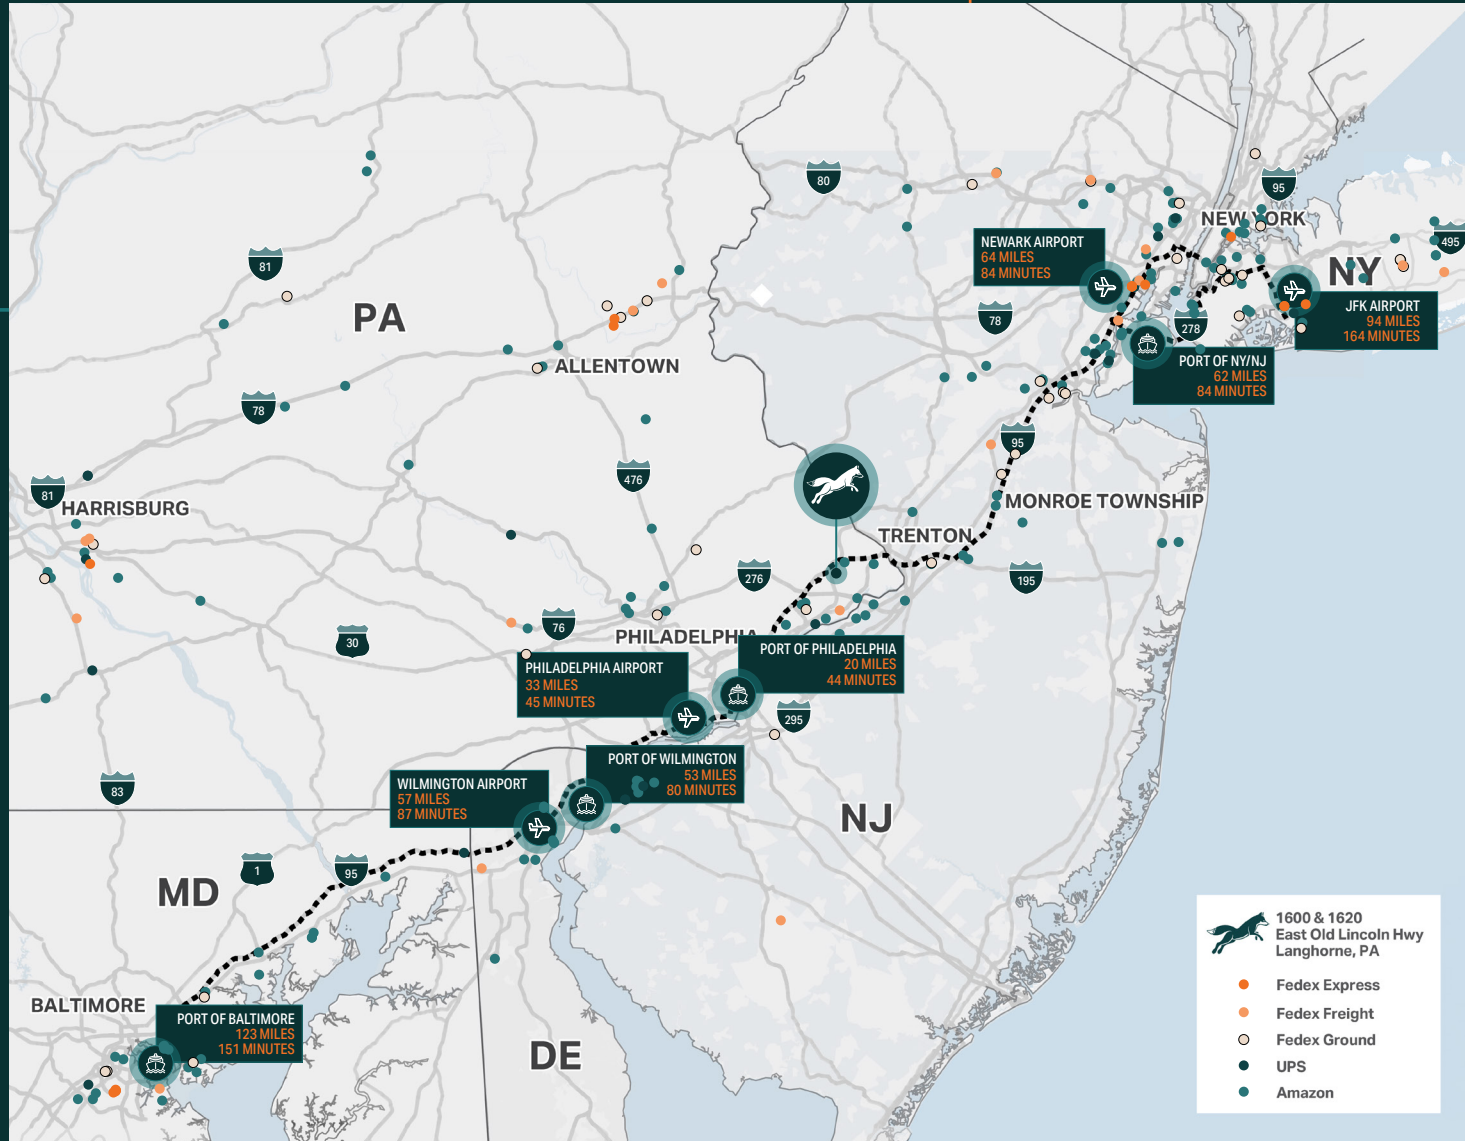 80
95
NEW YORK
NEWARK AIRPORT
64 MILES
84 MINUTES
495
NY
81
PA
78
278
JFK AIRPORT
94 MILES
164 MINUTES
PORT OF NY/NJ
62 MILES
84 MINUTES
ALLENTOWN
78
95
476
81
HARRISBURG
MONROE TOWNSHIP
TRENTON
276
195
76
30
PHILADELPHIA
PORT OF PHILADELPHIA
20 MILES
44 MINUTES
PHILADELPHIA AIRPORT
33 MILES
45 MINUTES
295
PORT OF WILMINGTON
53 MILES
80 MINUTES
WILMINGTON AIRPORT
57 MILES
87 MINUTES
83
NJ
1
95
MD
BALTIMORE
PORT OF BALTIMORE
123 MILES
151 MINUTES
DE
1600 & 1620
East Old Lincoln Hwy
Langhorne, PA
Fedex Express
Fedex Freight
Fedex Ground
UPS
Amazon